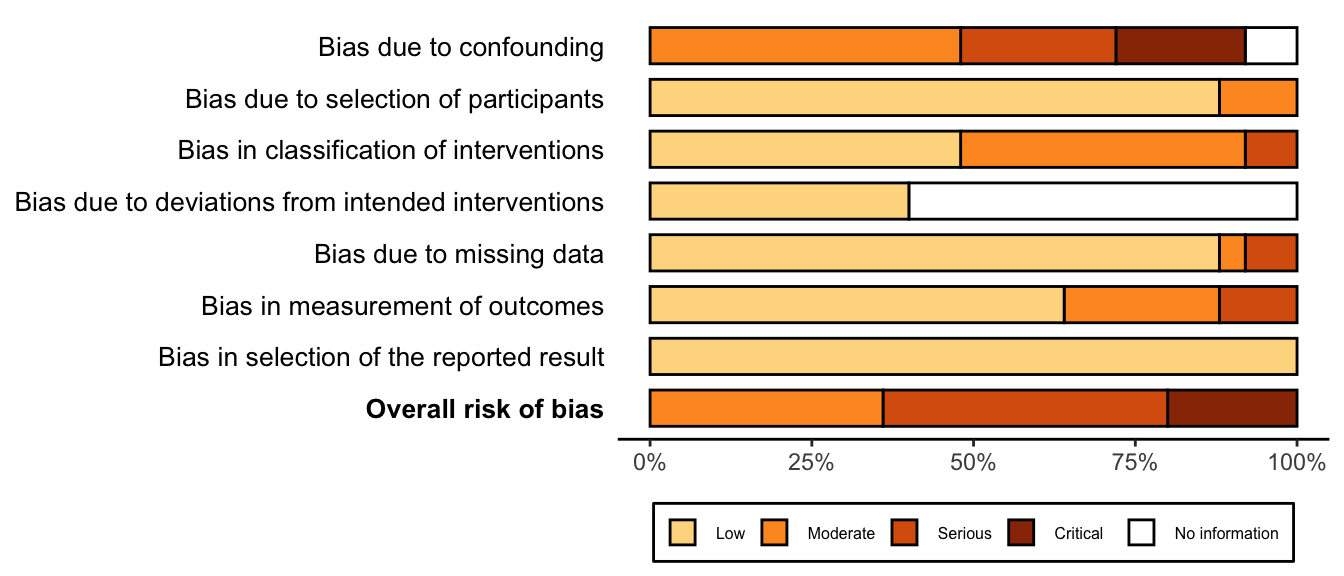 Bias due to confounding
Bias due to selection of participants
Bias in classification of interventions
Bias due to deviations from intended interventions
Bias due to missing data
Bias in measurement of outcomes
Bias in selection of the reported result
Overall risk of bias
0% 25% 50% 75% 100%
Low Moderate Serious Critical No information